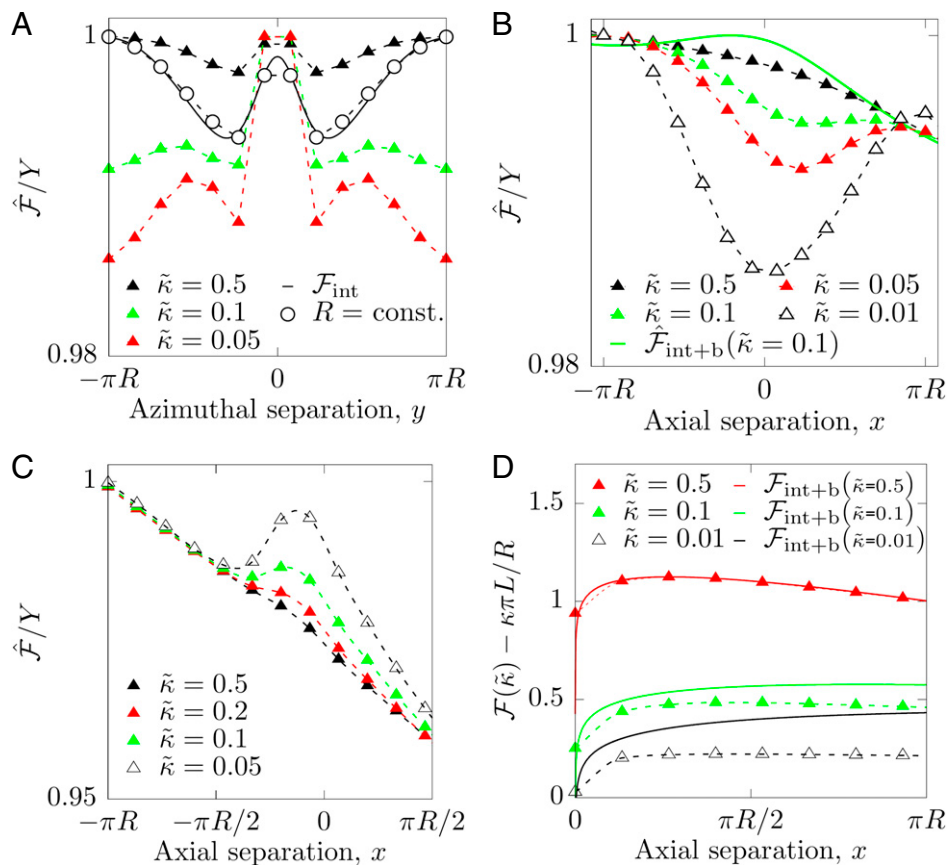 A
1
F̂/Y
κ̃ = 0.5
κ̃ = 0.1
κ̃ = 0.05
– F_int
R = const.
0.98
−πR 0 πR
Azimuthal separation, y
B
1
F̂/Y
κ̃ = 0.5 κ̃ = 0.05
κ̃ = 0.1 κ̃ = 0.01
F̂_int+b(κ̃ = 0.1)
0.98
−πR 0 πR
Axial separation, x
C
1
F̂/Y
κ̃ = 0.5
κ̃ = 0.2
κ̃ = 0.1
κ̃ = 0.05
0.95
−πR −πR/2 0 πR/2
Axial separation, x
D
F(κ̃) − κπL/R
κ̃ = 0.5 – F_int+b(κ̃=0.5)
κ̃ = 0.1 – F_int+b(κ̃=0.1)
κ̃ = 0.01 – F_int+b(κ̃=0.01)
1.5
1
0.5
0
0 πR/2 πR
Axial separation, x